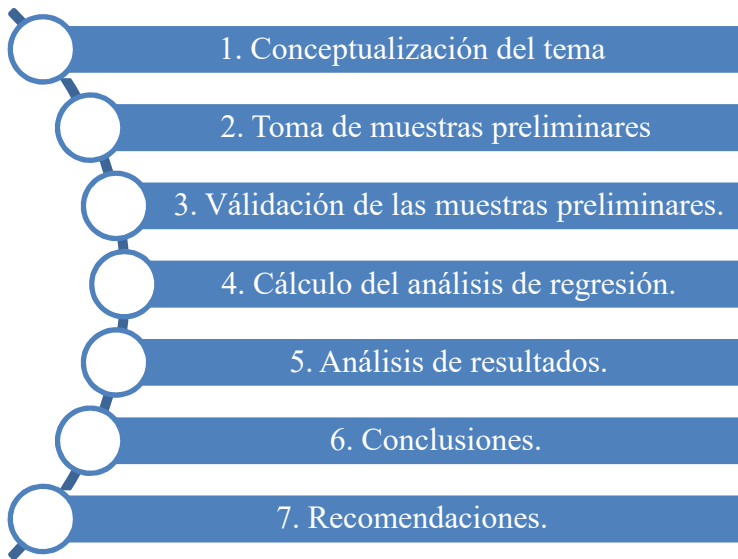 1. Conceptualización del tema
2. Toma de muestras preliminares
3. Válidación de las muestras preliminares.
4. Cálculo del análisis de regresión.
5. Análisis de resultados.
6. Conclusiones.
7. Recomendaciones.